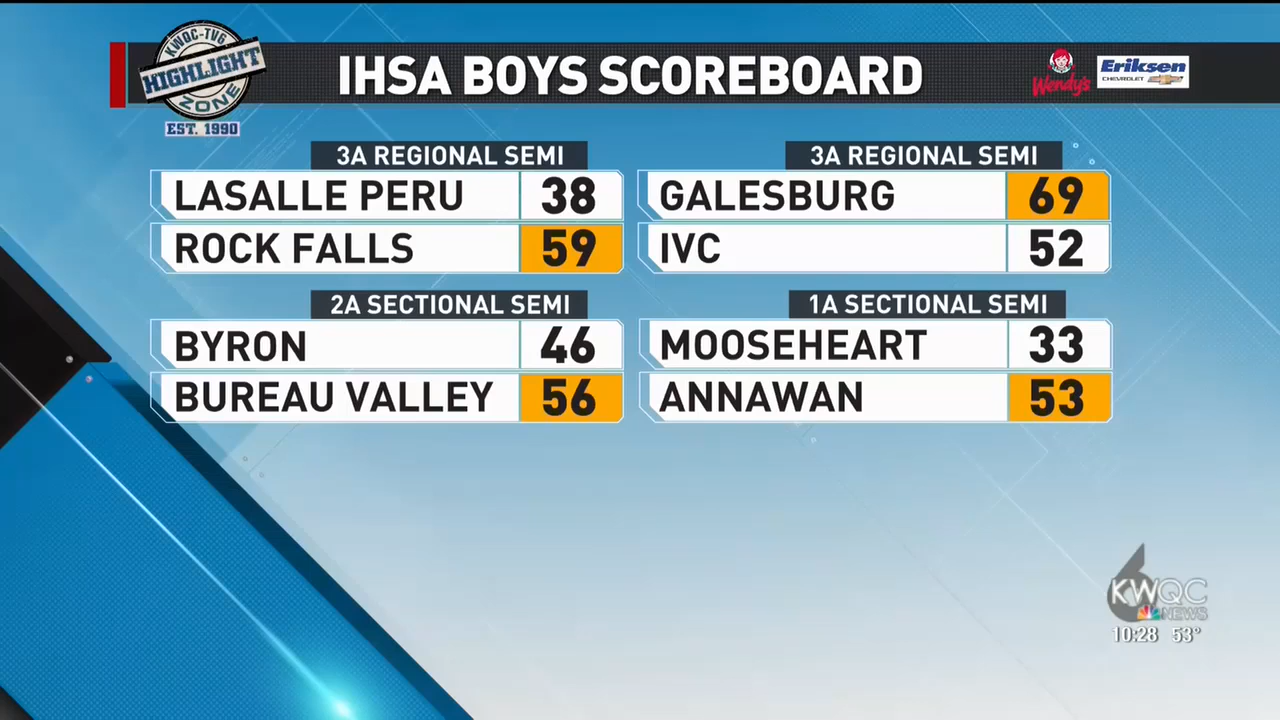 KWQC-TV6
HIGHLIGHT
ZONE
EST. 1990
IHSA BOYS SCOREBOARD
Wendy's
Eriksen
CHEVROLET
3A REGIONAL SEMI
LASALLE PERU 38
ROCK FALLS 59
3A REGIONAL SEMI
GALESBURG 69
IVC 52
2A SECTIONAL SEMI
BYRON 46
BUREAU VALLEY 56
1A SECTIONAL SEMI
MOOSEHEART 33
ANNAWAN 53
6
KWQC
NEWS
10:28 53°